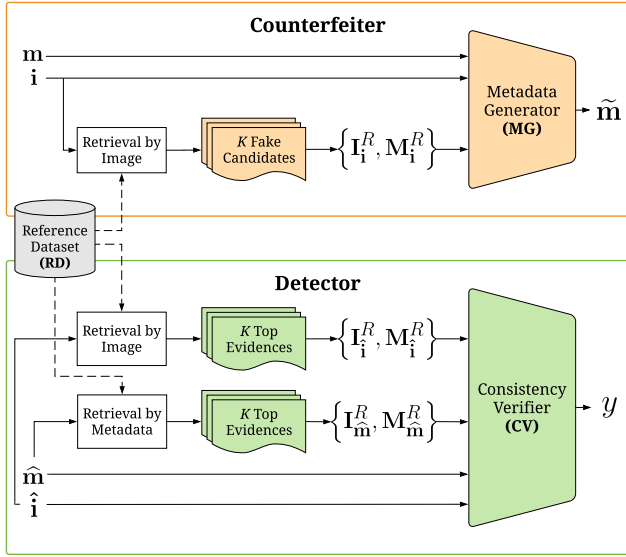 Counterfeiter
m
i
Retrieval by
Image
K Fake
Candidates
{I_i^R, M_i^R}
Metadata
Generator
(MG)
m̃
Reference
Dataset
(RD)
Detector
Retrieval by
Image
K Top
Evidences
{I_î^R, M_î^R}
Retrieval by
Metadata
K Top
Evidences
{I_m̂^R, M_m̂^R}
Consistency
Verifier
(CV)
y
m̂
î